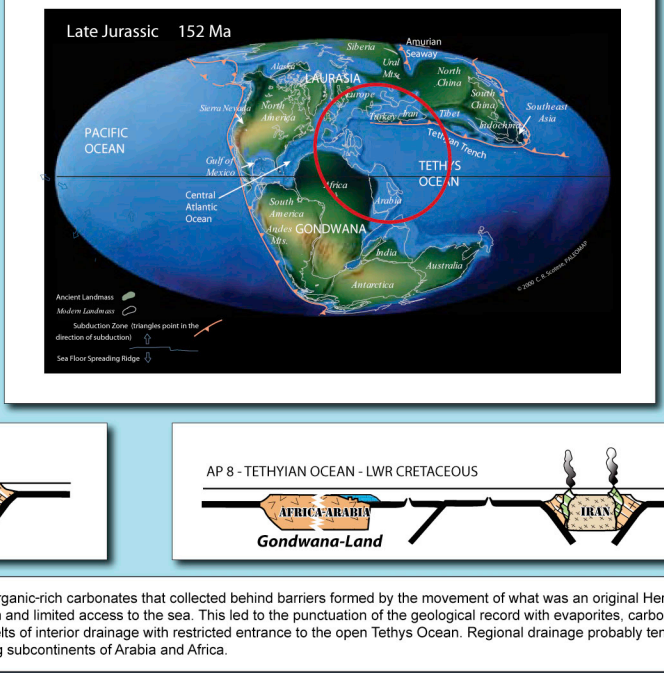 Late Jurassic 152 Ma
Siberia
Amurian
Seaway
Ural
Mts.
Alaska
LAURASIA
North
China
Europe
South
China
Sierra Nevada
North
America
Turkey
Iran
Tibet
Indochina
Southeast
Asia
PACIFIC
OCEAN
Tethyan Trench
Gulf of
Mexico
TETHYS
OCEAN
Africa
Central
Atlantic
Ocean
Arabia
South
America
Andes
Mts.
GONDWANA
India
Australia
Antarctica
© 2000 C. R. Scotese, PALEOMAP
Ancient Landmass
Modern Landmass
Subduction Zone (triangles point in the
direction of subduction)
Sea Floor Spreading Ridge
AP 8 - TETHYIAN OCEAN - LWR CRETACEOUS
AFRICA-ARABIA
IRAN
Gondwana-Land
rganic-rich carbonates that collected behind barriers formed by the movement of what was an original Her
and limited access to the sea. This led to the punctuation of the geological record with evaporites, carbo
elts of interior drainage with restricted entrance to the open Tethys Ocean. Regional drainage probably ten
g subcontinents of Arabia and Africa.